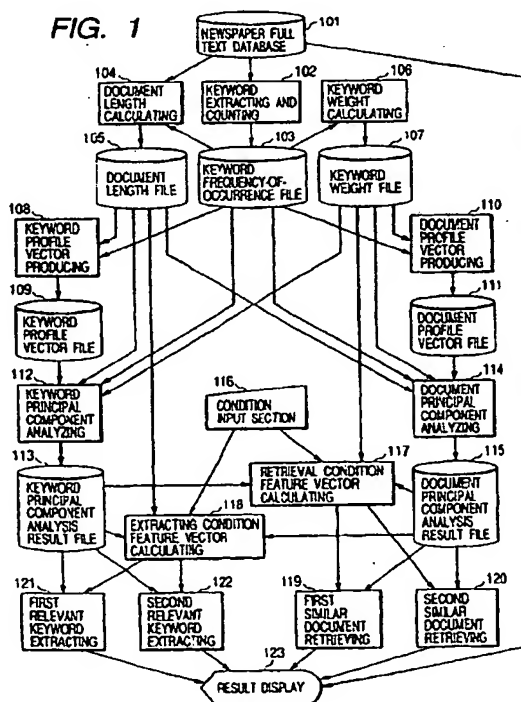 FIG. 1
101
NEWSPAPER FULL
TEXT DATABASE
104
DOCUMENT
LENGTH
CALCULATING
102
KEYWORD
EXTRACTING AND
COUNTING
106
KEYWORD
WEIGHT
CALCULATING
105
DOCUMENT
LENGTH FILE
103
KEYWORD
FREQUENCY-OF-
OCCURRENCE FILE
107
KEYWORD
WEIGHT FILE
108
KEYWORD
PROFILE
VECTOR
PRODUCING
110
DOCUMENT
PROFILE
VECTOR
PRODUCING
109
KEYWORD
PROFILE
VECTOR FILE
111
DOCUMENT
PROFILE
VECTOR FILE
112
KEYWORD
PRINCIPAL
COMPONENT
ANALYZING
116
CONDITION
INPUT SECTION
114
DOCUMENT
PRINCIPAL
COMPONENT
ANALYZING
113
KEYWORD
PRINCIPAL
COMPONENT
ANALYSIS
RESULT FILE
117
RETRIEVAL CONDITION
FEATURE VECTOR
CALCULATING
115
DOCUMENT
PRINCIPAL
COMPONENT
ANALYSIS
RESULT FILE
118
EXTRACTING CONDITION
FEATURE VECTOR
CALCULATING
121
FIRST
RELEVANT
KEYWORD
EXTRACTING
122
SECOND
RELEVANT
KEYWORD
EXTRACTING
119
FIRST
SIMILAR
DOCUMENT
RETRIEVING
120
SECOND
SIMILAR
DOCUMENT
RETRIEVING
123
RESULT DISPLAY